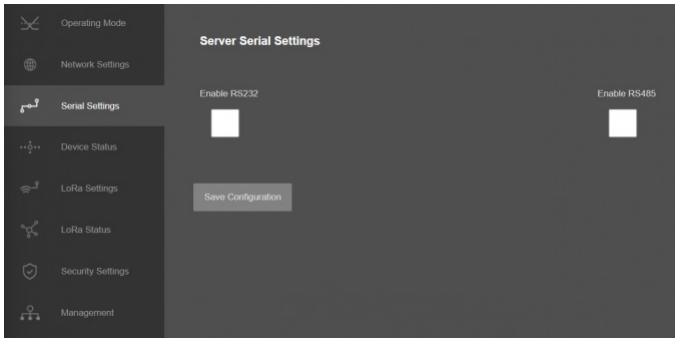 Operating Mode
Network Settings
Serial Settings
Device Status
LoRa Settings
LoRa Status
Security Settings
Management
Server Serial Settings
Enable RS232
Enable RS485
Save Configuration